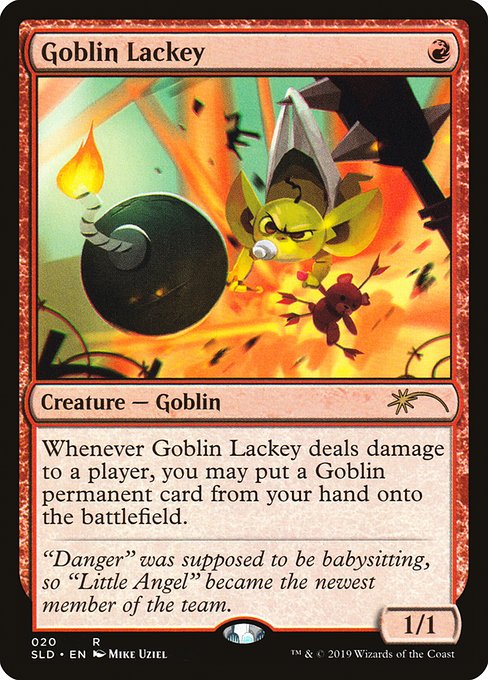 Goblin Lackey
Creature — Goblin
Whenever Goblin Lackey deals damage
to a player, you may put a Goblin
permanent card from your hand onto
the battlefield.
“Danger” was supposed to be babysitting,
so “Little Angel” became the newest
member of the team.
1/1
020 R
SLD • EN Mike Uziel
™ & © 2019 Wizards of the Coast